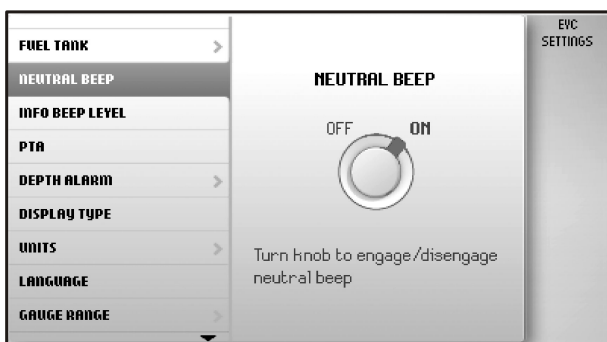 FUEL TANK
NEUTRAL BEEP
INFO BEEP LEVEL
PTA
DEPTH ALARM
DISPLAY TYPE
UNITS
LANGUAGE
GAUGE RANGE
NEUTRAL BEEP
OFF
ON
Turn knob to engage/disengage
neutral beep
EVC
SETTINGS